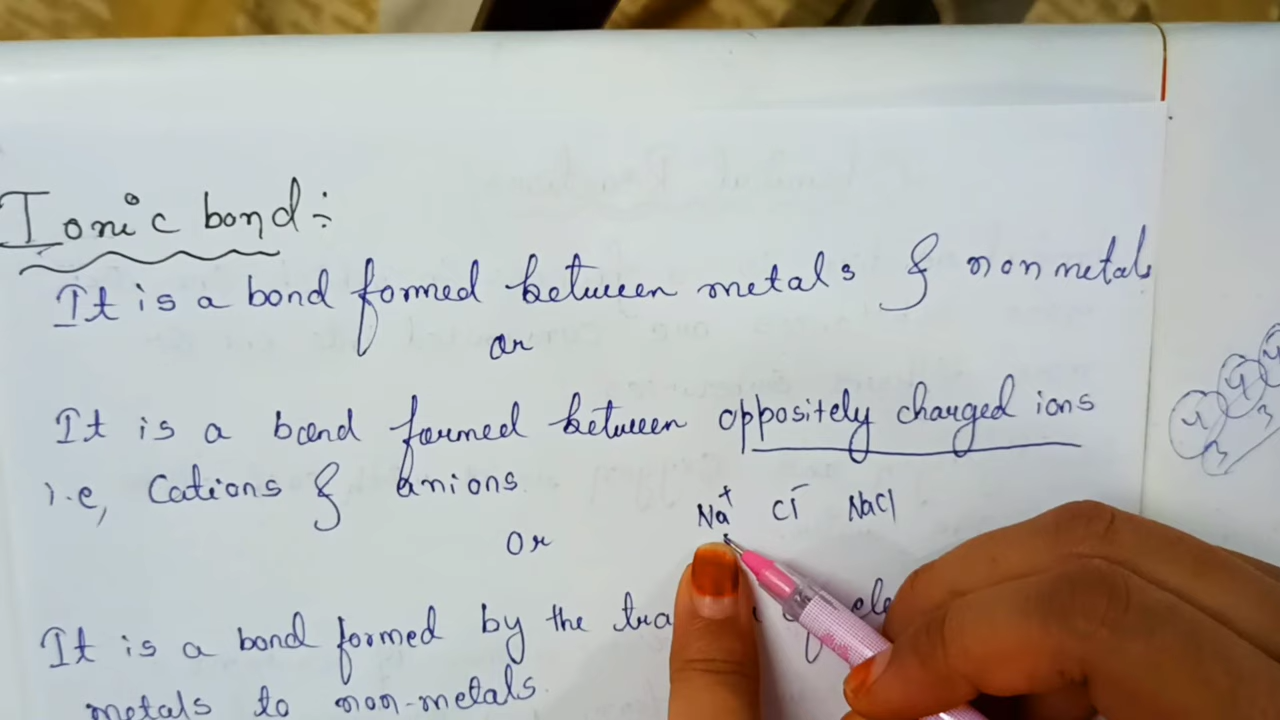 Ionic bond :-
It is a bond formed between metals & non metals
or
It is a bond formed between oppositely charged ions
i.e, Cations & anions
Na⁺ Cl⁻ NaCl
Or
It is a bond formed by the
metals to non-metals.